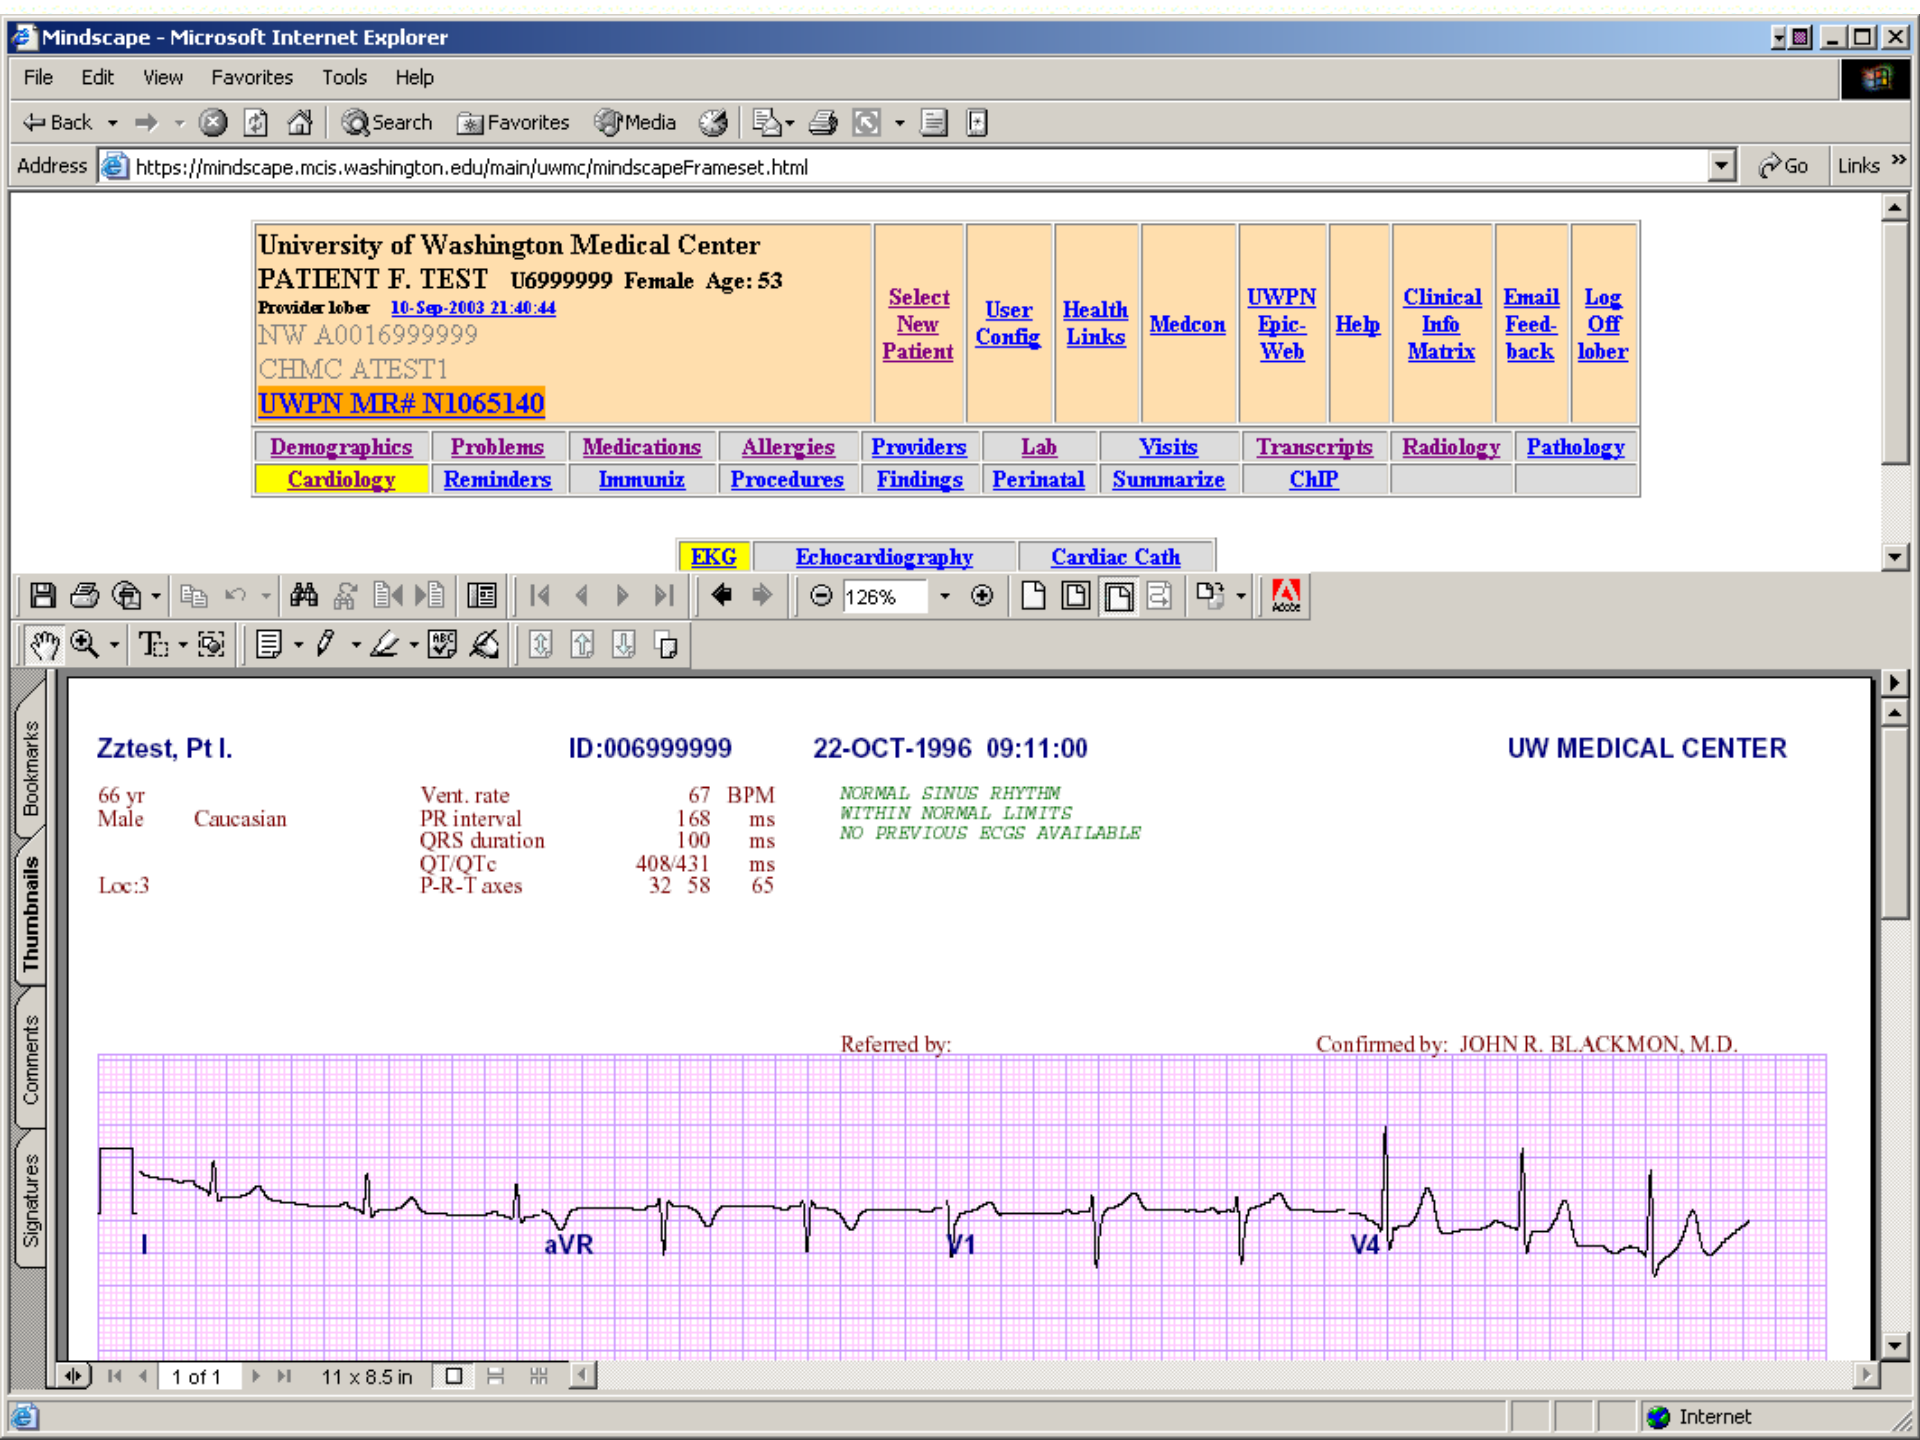 Mindscape - Microsoft Internet Explorer
File Edit View Favorites Tools Help
Back Search Favorites Media
Address https://mindscape.mcis.washington.edu/main/uwmc/mindscapeFrameset.html Go Links »
University of Washington Medical Center
PATIENT F. TEST U6999999 Female Age: 53
Provider lober 10-Sep-2003 21:40:44
NW A0016999999
CHMC ATEST1
UWPN MR# N1065140
Select New Patient
User Config
Health Links
Medcon
UWPN Epic-Web
Help
Clinical Info Matrix
Email Feed-back
Log Off lober
Demographics Problems Medications Allergies Providers Lab Visits Transcripts Radiology Pathology
Cardiology Reminders Immuniz Procedures Findings Perinatal Summarize ChIP
EKG Echocardiography Cardiac Cath
126%
Adobe
Bookmarks
Thumbnails
Comments
Signatures
Zztest, Pt I. ID:006999999 22-OCT-1996 09:11:00 UW MEDICAL CENTER
66 yr Vent. rate 67 BPM NORMAL SINUS RHYTHM
Male Caucasian PR interval 168 ms WITHIN NORMAL LIMITS
QRS duration 100 ms NO PREVIOUS ECGS AVAILABLE
QT/QTc 408/431 ms
Loc:3 P-R-T axes 32 58 65
Referred by: Confirmed by: JOHN R. BLACKMON, M.D.
I aVR V1 V4
1 of 1 11 x 8.5 in
Internet